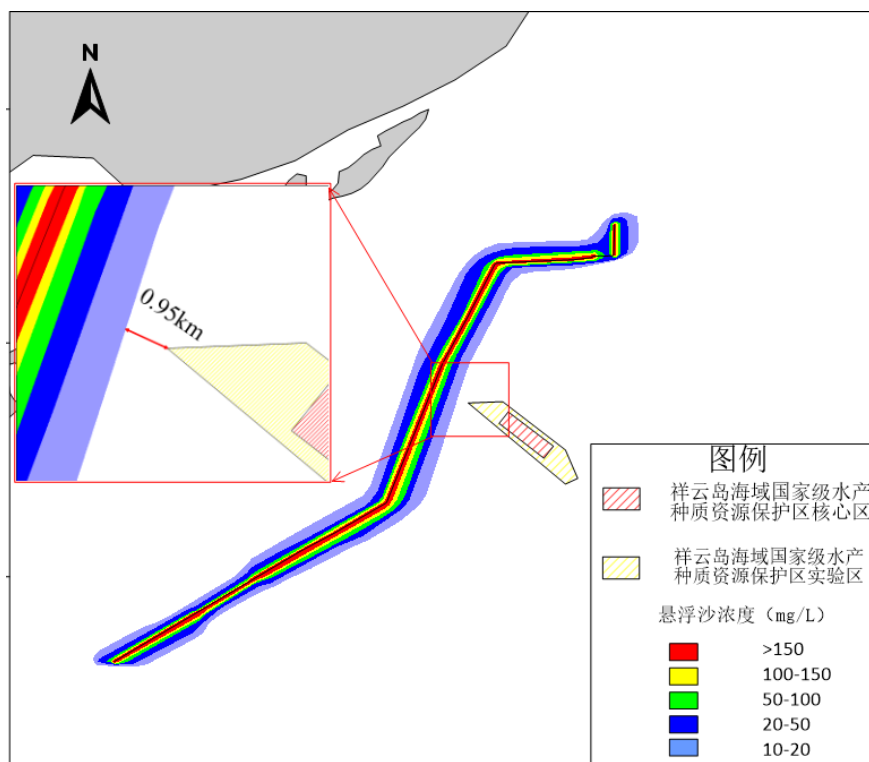 N
0.95km
图例
祥云岛海域国家级水产
种质资源保护区核心区
祥云岛海域国家级水产
种质资源保护区实验区
悬浮沙浓度（mg/L）
>150
100-150
50-100
20-50
10-20